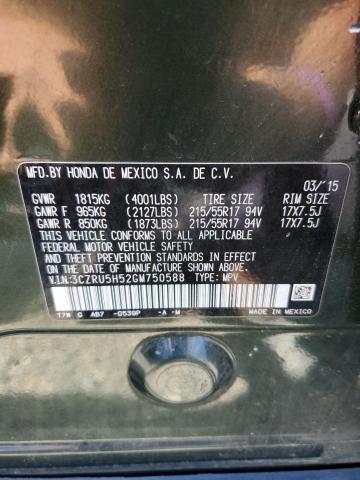 MFD.BY HONDA DE MEXICO S.A. DE C.V.
03/'15
GVWR 1815KG (4001LBS) TIRE SIZE RIM SIZE
GAWR F 965KG (2127LBS) 215/55R17 94V 17X7.5J
GAWR R 850KG (1873LBS) 215/55R17 94V 17X7.5J
THIS VEHICLE CONFORMS TO ALL APPLICABLE
FEDERAL MOTOR VEHICLE SAFETY
AND THEFT PREVENTION STANDARDS IN EFFECT
ON THE DATE OF MANUFACTURE SHOWN ABOVE.
V.I.N:3CZRU5H52GM750588 TYPE: MPV
T7W G AB7 -G539P -A -M MADE IN MEXICO